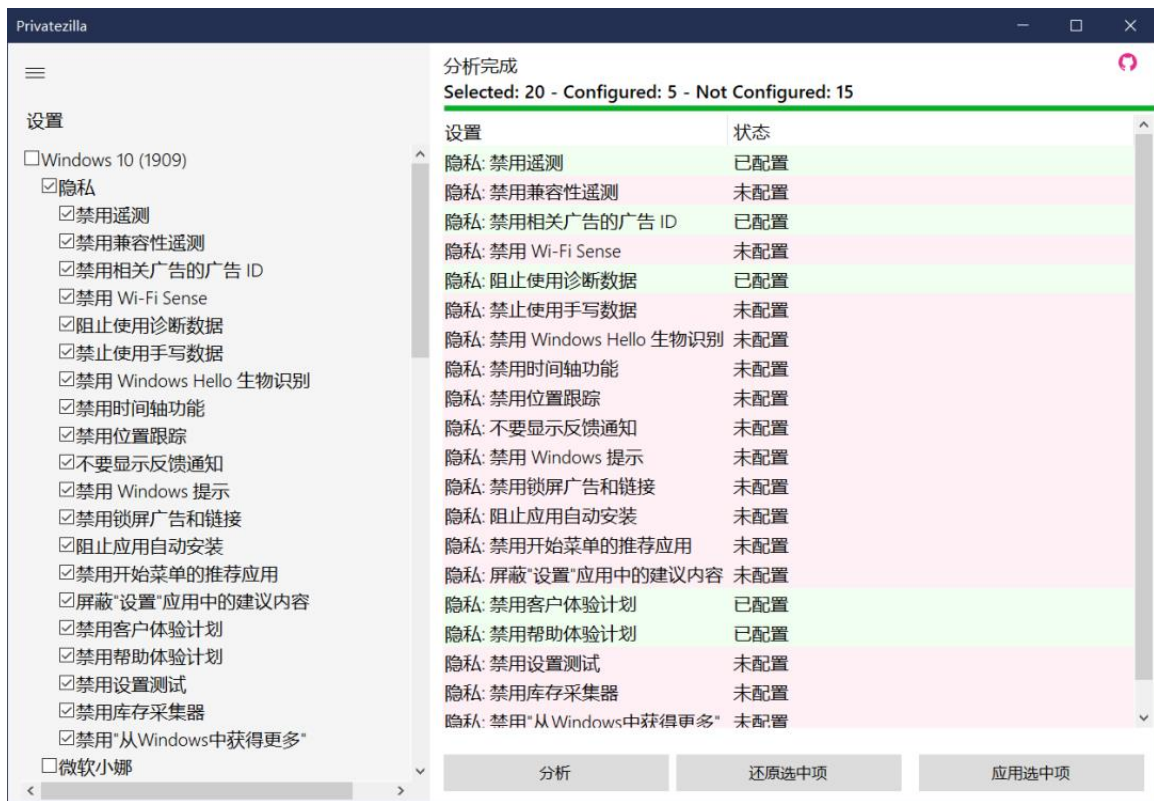 Privatezilla
设置
Windows 10 (1909)
隐私
禁用遥测
禁用兼容性遥测
禁用相关广告的广告 ID
禁用 Wi-Fi Sense
阻止使用诊断数据
禁止使用手写数据
禁用 Windows Hello 生物识别
禁用时间轴功能
禁用位置跟踪
不要显示反馈通知
禁用 Windows 提示
禁用锁屏广告和链接
阻止应用自动安装
禁用开始菜单的推荐应用
屏蔽"设置"应用中的建议内容
禁用客户体验计划
禁用帮助体验计划
禁用设置测试
禁用库存采集器
禁用"从Windows中获得更多"
微软小娜
分析完成
Selected: 20 - Configured: 5 - Not Configured: 15
设置 状态
隐私: 禁用遥测 已配置
隐私: 禁用兼容性遥测 未配置
隐私: 禁用相关广告的广告 ID 已配置
隐私: 禁用 Wi-Fi Sense 未配置
隐私: 阻止使用诊断数据 已配置
隐私: 禁止使用手写数据 未配置
隐私: 禁用 Windows Hello 生物识别 未配置
隐私: 禁用时间轴功能 未配置
隐私: 禁用位置跟踪 未配置
隐私: 不要显示反馈通知 未配置
隐私: 禁用 Windows 提示 未配置
隐私: 禁用锁屏广告和链接 未配置
隐私: 阻止应用自动安装 未配置
隐私: 禁用开始菜单的推荐应用 未配置
隐私: 屏蔽"设置"应用中的建议内容 未配置
隐私: 禁用客户体验计划 已配置
隐私: 禁用帮助体验计划 已配置
隐私: 禁用设置测试 未配置
隐私: 禁用库存采集器 未配置
隐私: 禁用"从Windows中获得更多" 未配置
分析 还原选中项 应用选中项